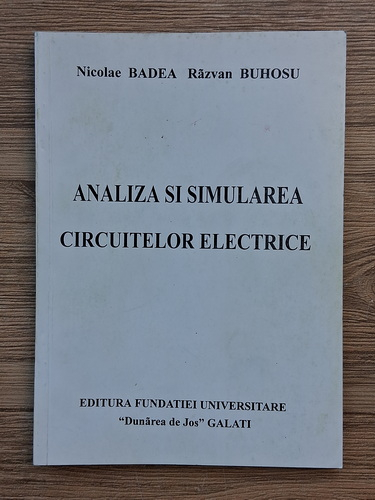 Nicolae BADEA Răzvan BUHOSU
ANALIZA SI SIMULAREA
CIRCUITELOR ELECTRICE
EDITURA FUNDATIEI UNIVERSITARE
“Dunărea de Jos” GALATI